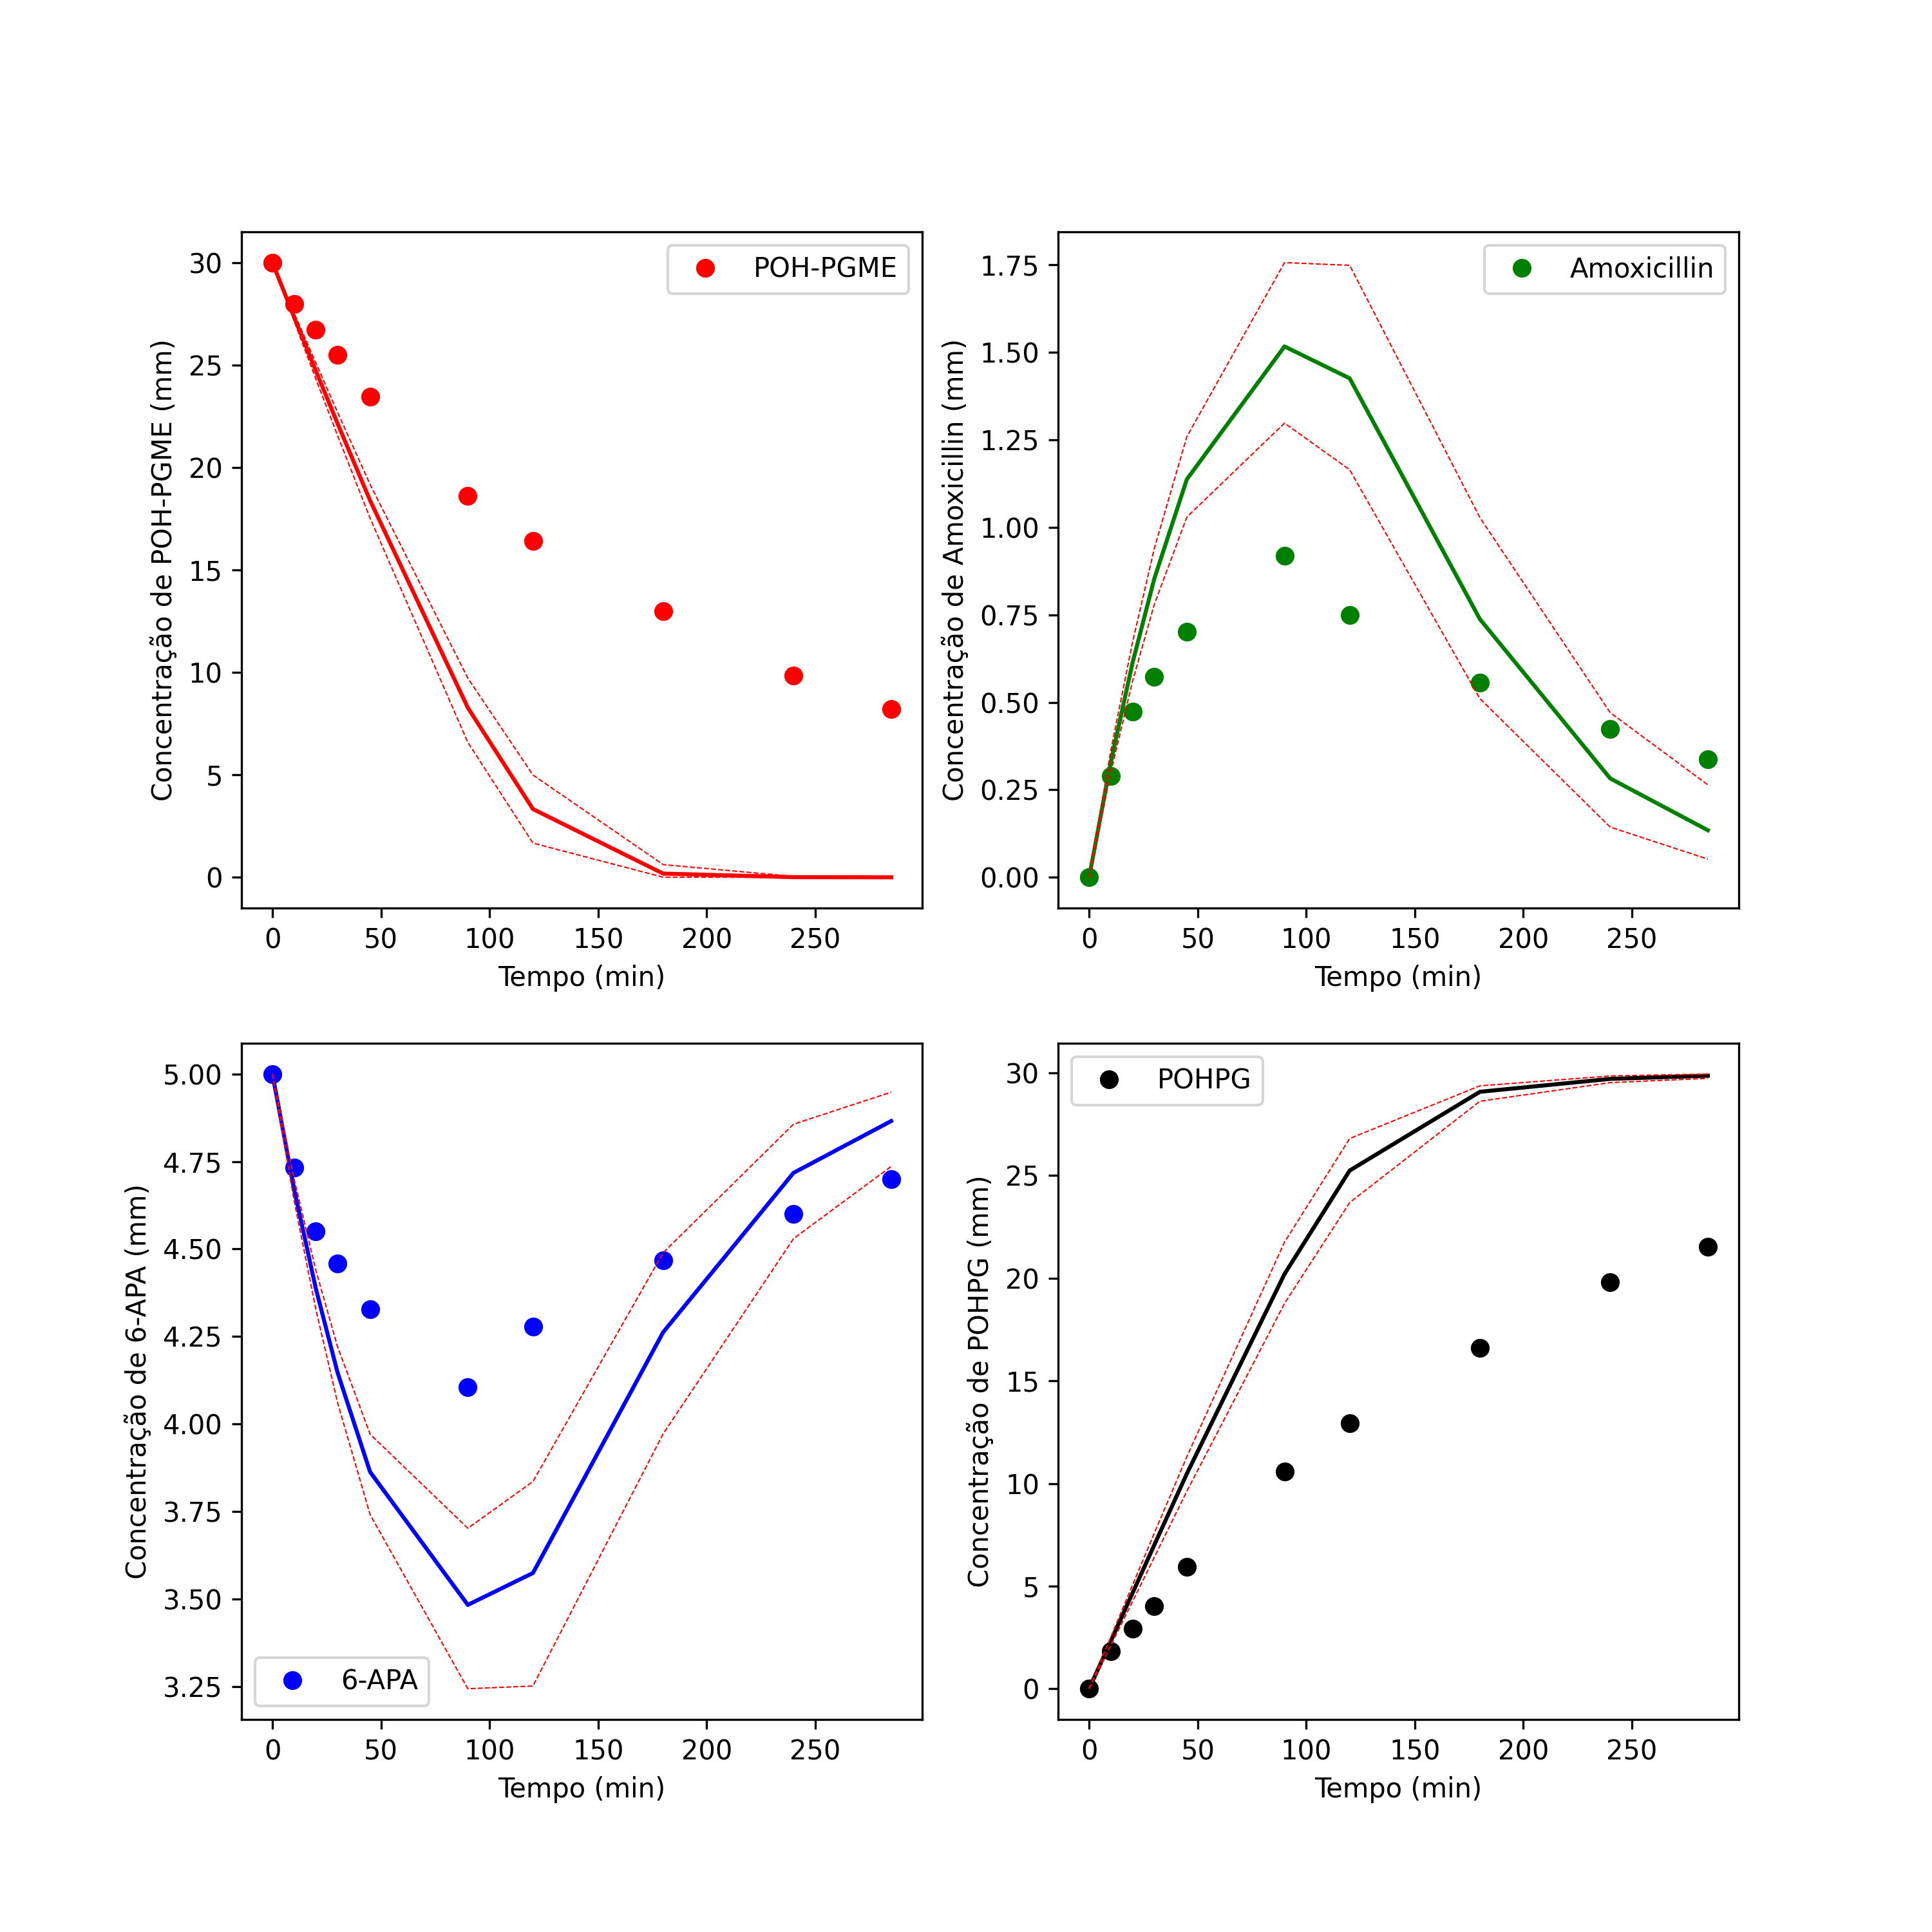 POH-PGME
30
25
20
15
10
5
0
Concentração de POH-PGME (mm)
0 50 100 150 200 250
Tempo (min)
Amoxicillin
1.75
1.50
1.25
1.00
0.75
0.50
0.25
0.00
Concentração de Amoxicillin (mm)
0 50 100 150 200 250
Tempo (min)
5.00
4.75
4.50
4.25
4.00
3.75
3.50
3.25
Concentração de 6-APA (mm)
6-APA
0 50 100 150 200 250
Tempo (min)
POHPG
30
25
20
15
10
5
0
Concentração de POHPG (mm)
0 50 100 150 200 250
Tempo (min)